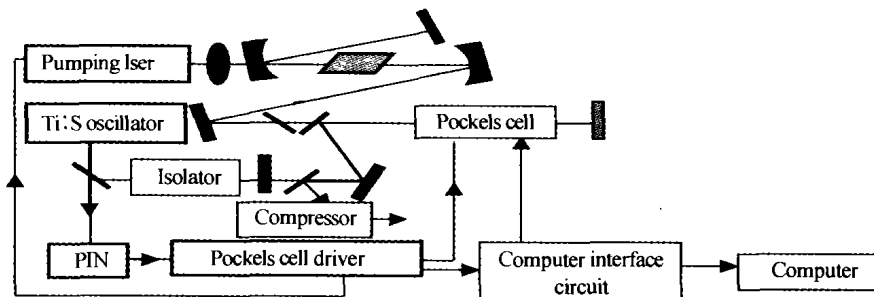 Pumping lser
Ti:S oscillator
Pockels cell
Isolator
Compressor
PIN
Pockels cell driver
Computer interface
circuit
Computer